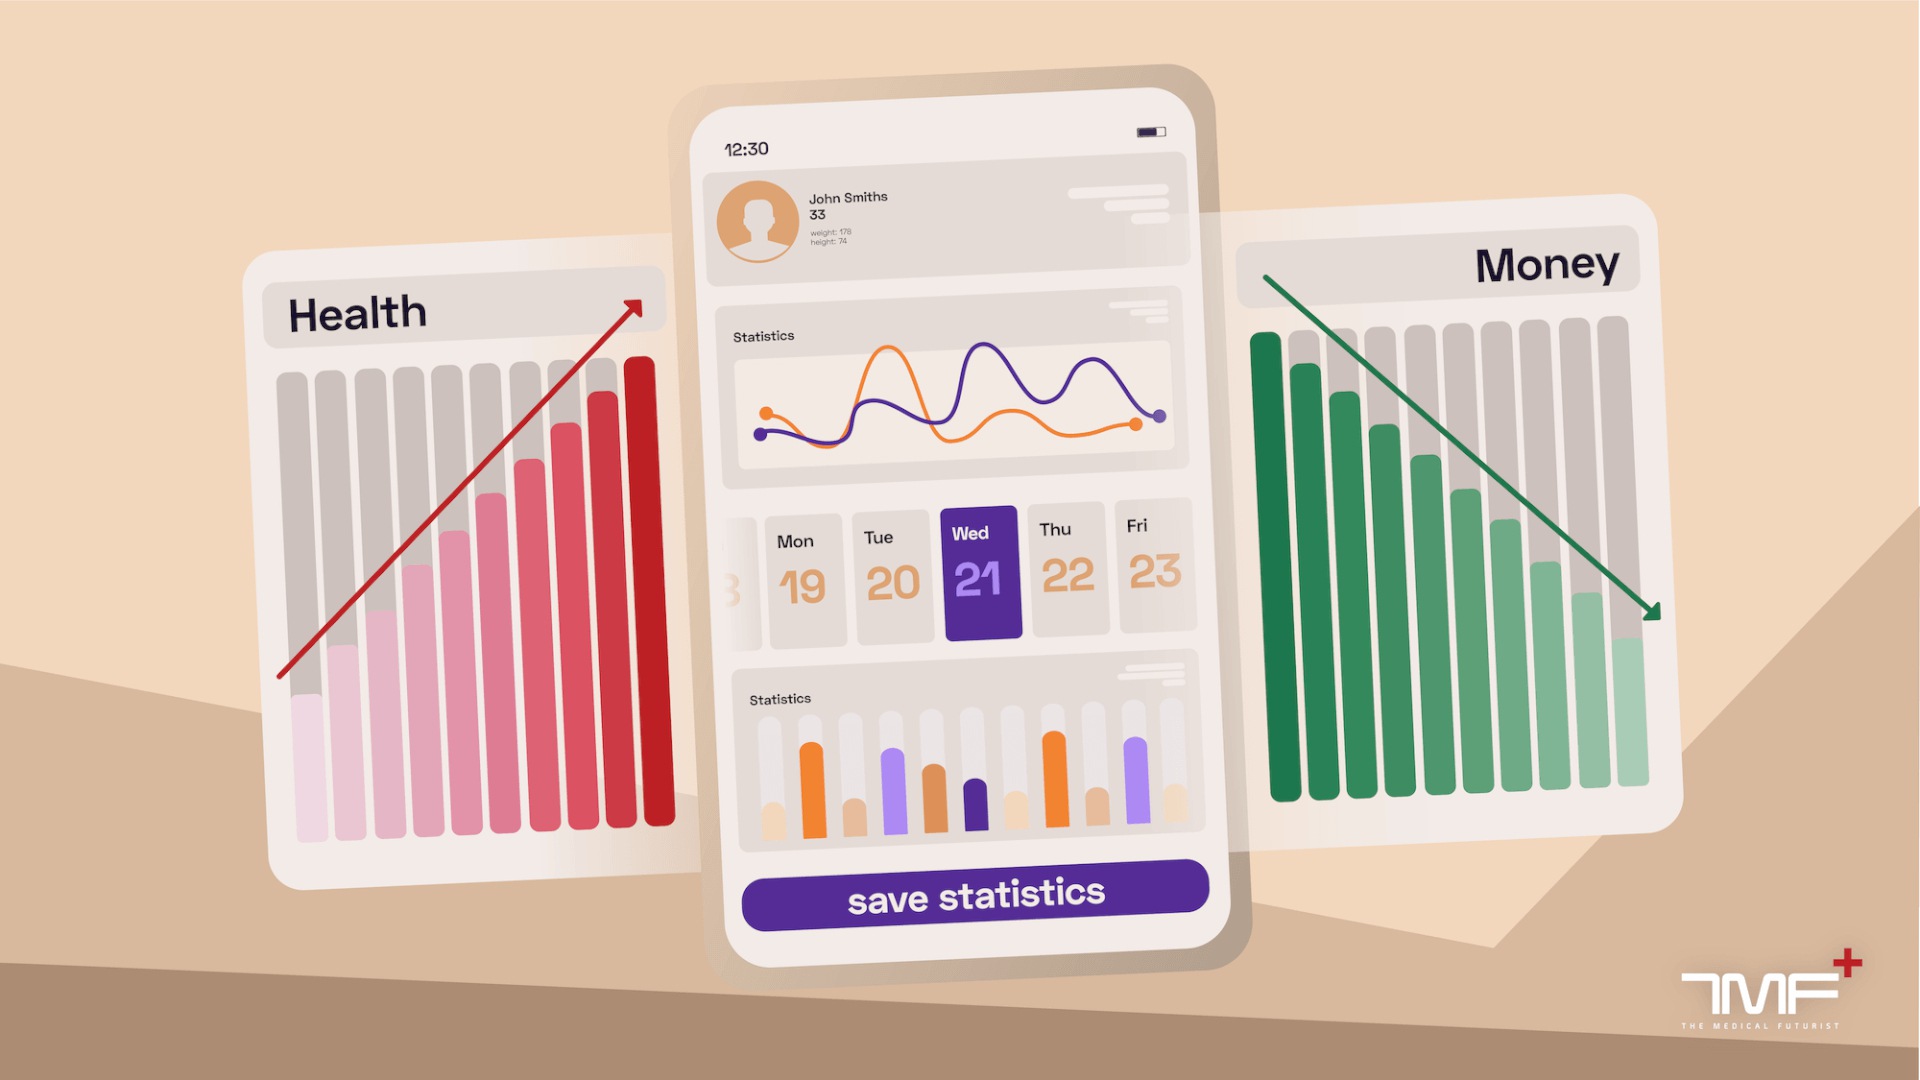 12:30
John Smiths
33
weight: 178
height: 74
Health
Money
Statistics
Mon
Tue
Wed
Thu
Fri
19
20
21
22
23
Statistics
save statistics
TMF+
THE MEDICAL FUTURIST